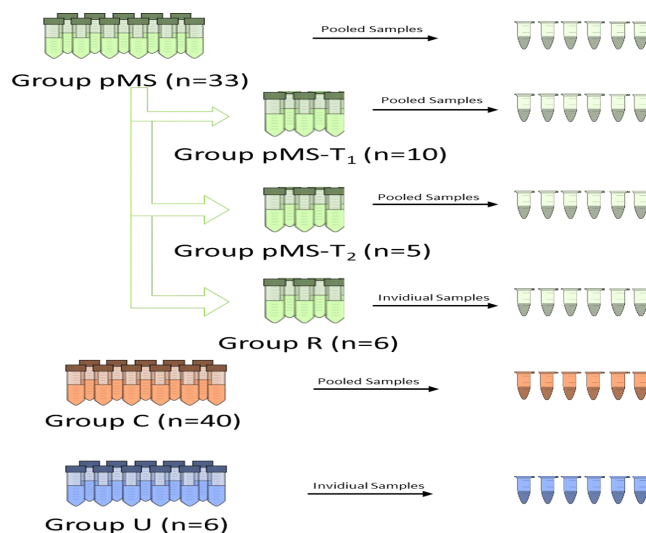 Pooled Samples
Group pMS (n=33)
Pooled Samples
Group pMS-T₁ (n=10)
Pooled Samples
Group pMS-T₂ (n=5)
Invidiual Samples
Group R (n=6)
Pooled Samples
Group C (n=40)
Invidiual Samples
Group U (n=6)